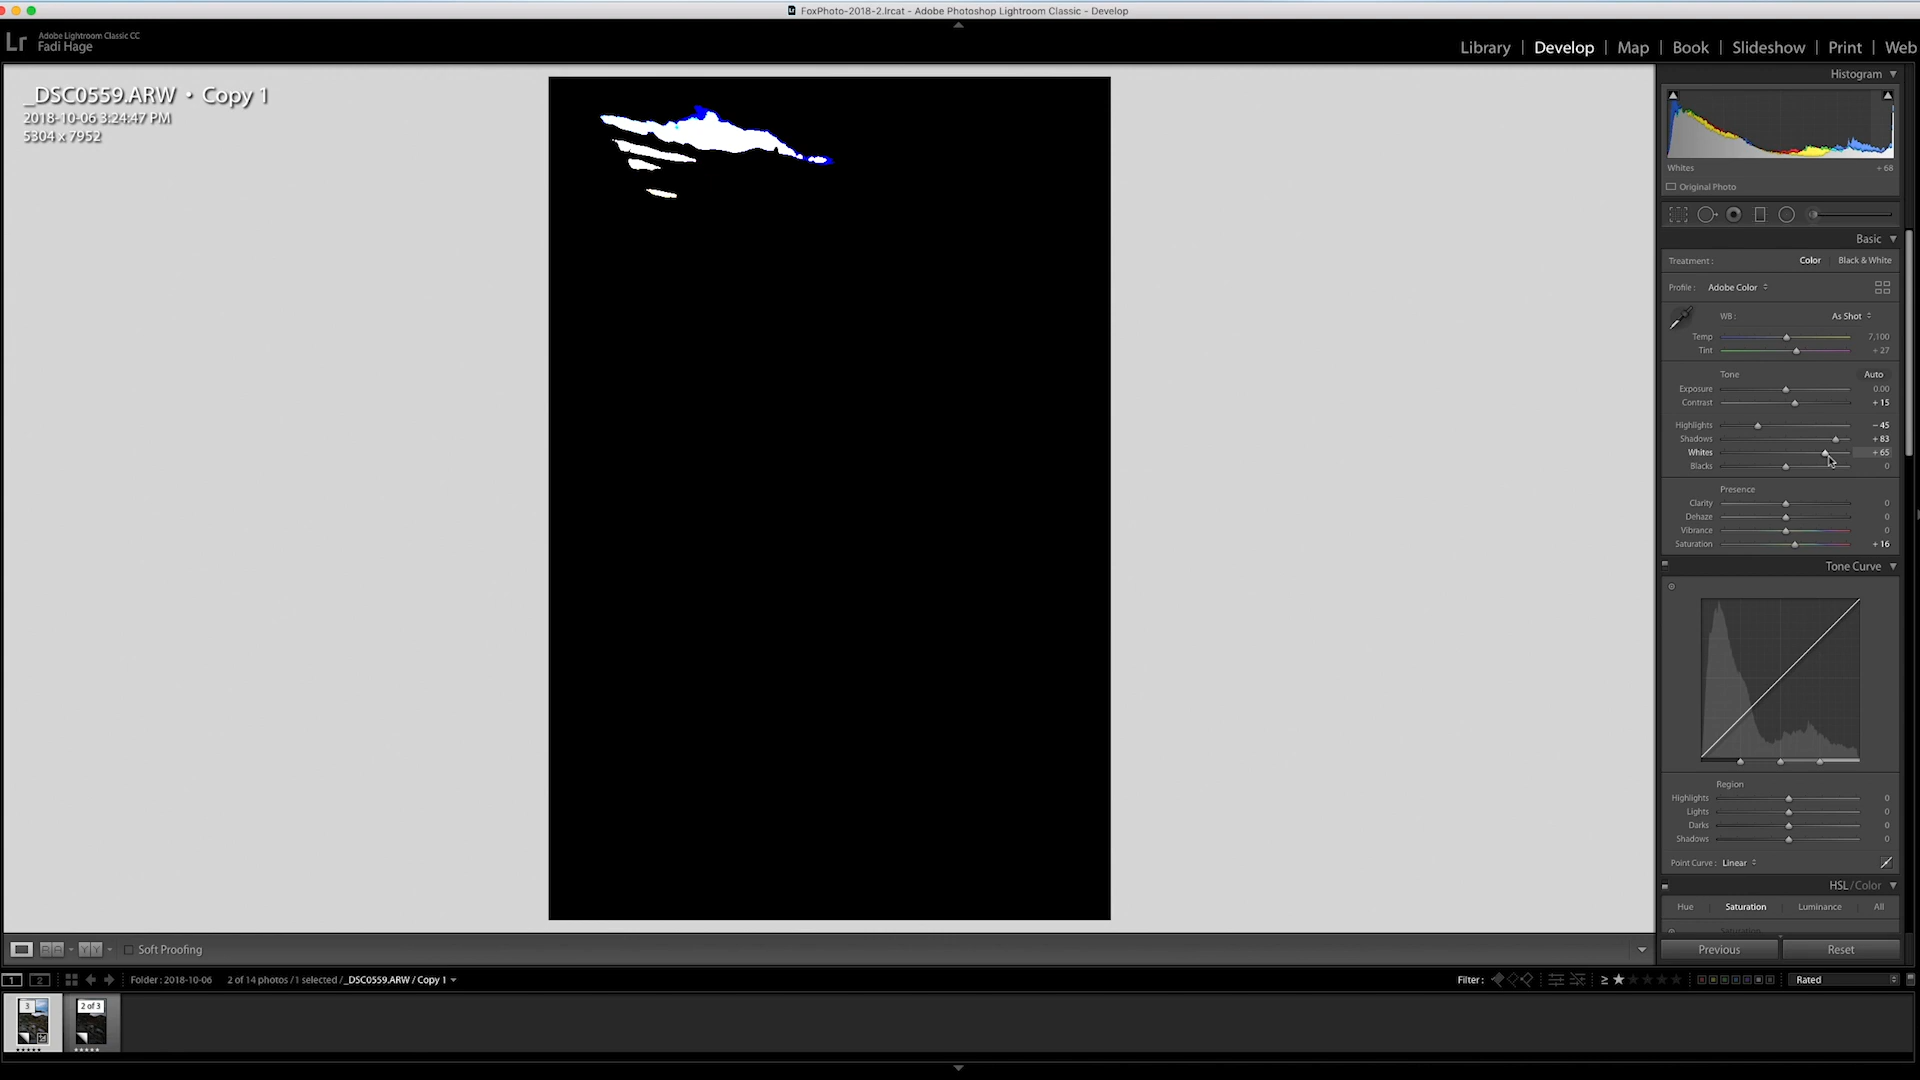 FoxPhoto-2018-2.lrcat - Adobe Photoshop Lightroom Classic - Develop
Lr Adobe Lightroom Classic CC
Fadi Hage
Library | Develop | Map | Book | Slideshow | Print | Web
_DSC0559.ARW • Copy 1
2018-10-06 3:24:47 PM
5304 x 7952
Histogram
Whites +68
Original Photo
Basic
Treatment : Color Black & White
Profile : Adobe Color
WB : As Shot
Temp 7,100
Tint + 27
Tone Auto
Exposure 0.00
Contrast + 15
Highlights − 45
Shadows + 83
Whites + 65
Blacks 0
Presence
Clarity 0
Dehaze 0
Vibrance 0
Saturation + 16
Tone Curve
Region
Highlights 0
Lights 0
Darks 0
Shadows 0
Point Curve : Linear
HSL / Color
Hue Saturation Luminance All
Saturation
Soft Proofing
Previous Reset
1 2 Folder : 2018-10-06 2 of 14 photos / 1 selected / _DSC0559.ARW / Copy 1 Filter : ≥ Rated
3 2 of 3